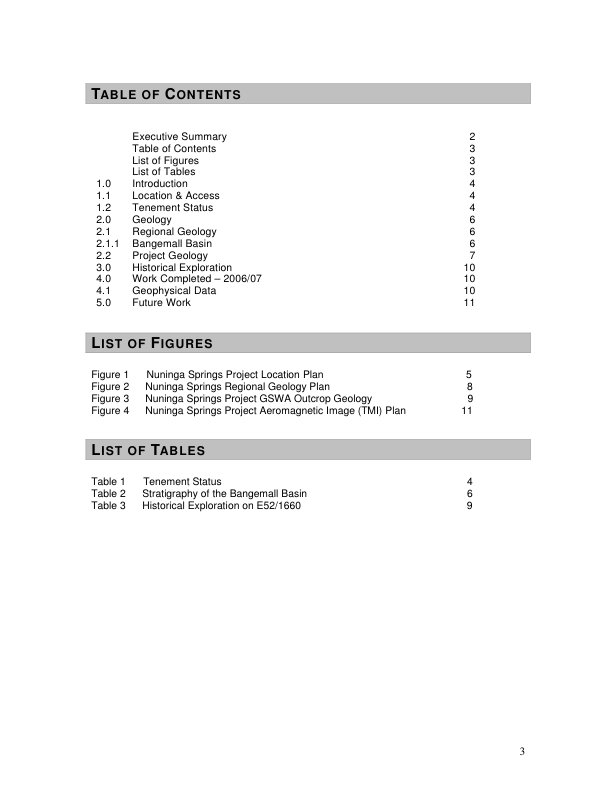 TABLE OF CONTENTS
Executive Summary 2
Table of Contents 3
List of Figures 3
List of Tables 3
1.0 Introduction 4
1.1 Location & Access 4
1.2 Tenement Status 4
2.0 Geology 6
2.1 Regional Geology 6
2.1.1 Bangemall Basin 6
2.2 Project Geology 7
3.0 Historical Exploration 10
4.0 Work Completed – 2006/07 10
4.1 Geophysical Data 10
5.0 Future Work 11
LIST OF FIGURES
Figure 1 Nuninga Springs Project Location Plan 5
Figure 2 Nuninga Springs Regional Geology Plan 8
Figure 3 Nuninga Springs Project GSWA Outcrop Geology 9
Figure 4 Nuninga Springs Project Aeromagnetic Image (TMI) Plan 11
LIST OF TABLES
Table 1 Tenement Status 4
Table 2 Stratigraphy of the Bangemall Basin 6
Table 3 Historical Exploration on E52/1660 9
3